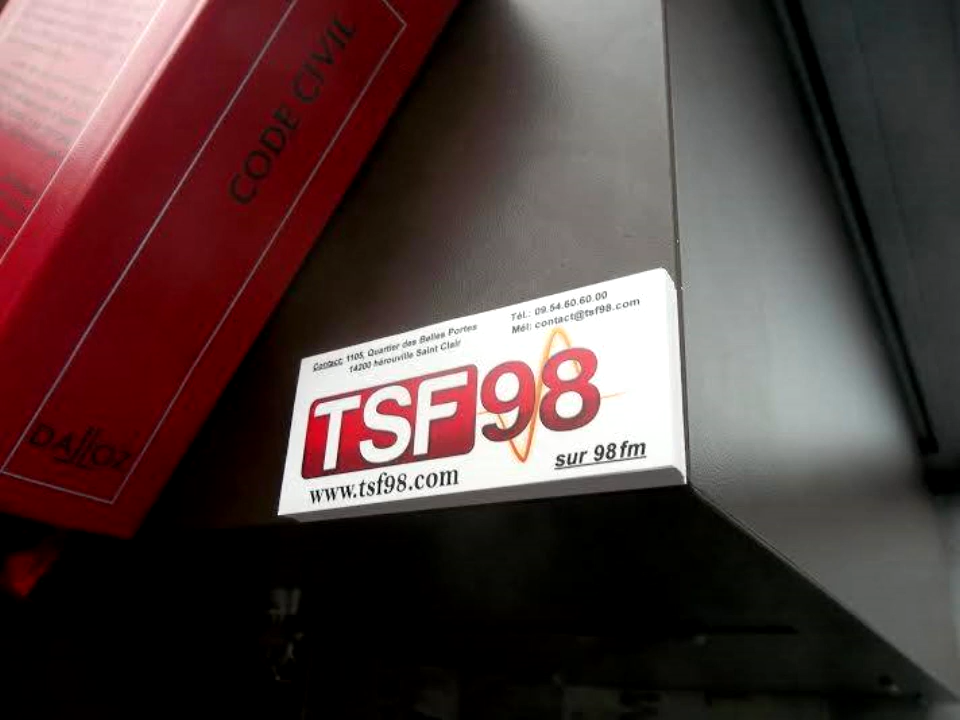 CODE CIVIL
DALLOZ
Contact: 1105, Quartier des Belles Portes
14200 hérouville Saint Clair
Tél.: 09.54.60.60.00
Mél: contact@tsf98.com
TSF98
www.tsf98.com
sur 98fm